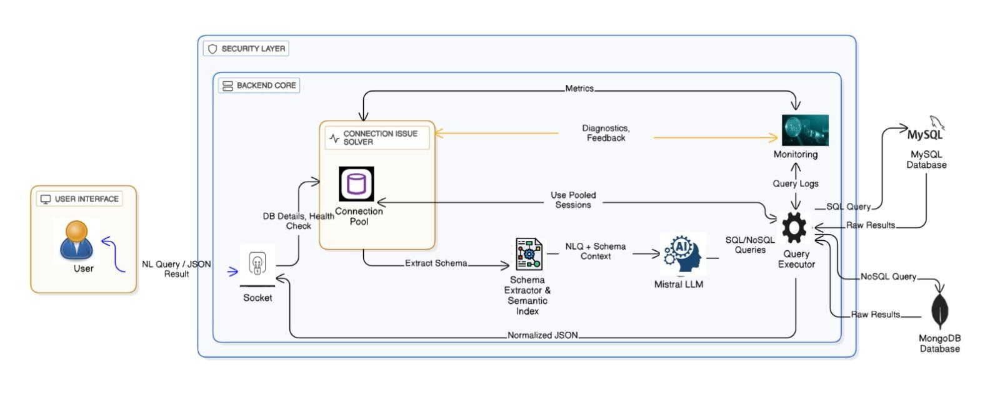 SECURITY LAYER
BACKEND CORE
Metrics
CONNECTION ISSUE
SOLVER
Diagnostics,
Feedback
Monitoring
MySQL
MySQL
Database
Query Logs
USER INTERFACE
User
NL Query / JSON
Result
Socket
DB Details, Health
Check
Connection
Pool
Use Pooled
Sessions
SQL Query
Raw Results
Extract Schema
Schema
Extractor &
Semantic
Index
NLQ + Schema
Context
AI
Mistral LLM
SQL/NoSQL
Queries
Query
Executor
NoSQL Query
Raw Results
MongoDB
Database
Normalized JSON